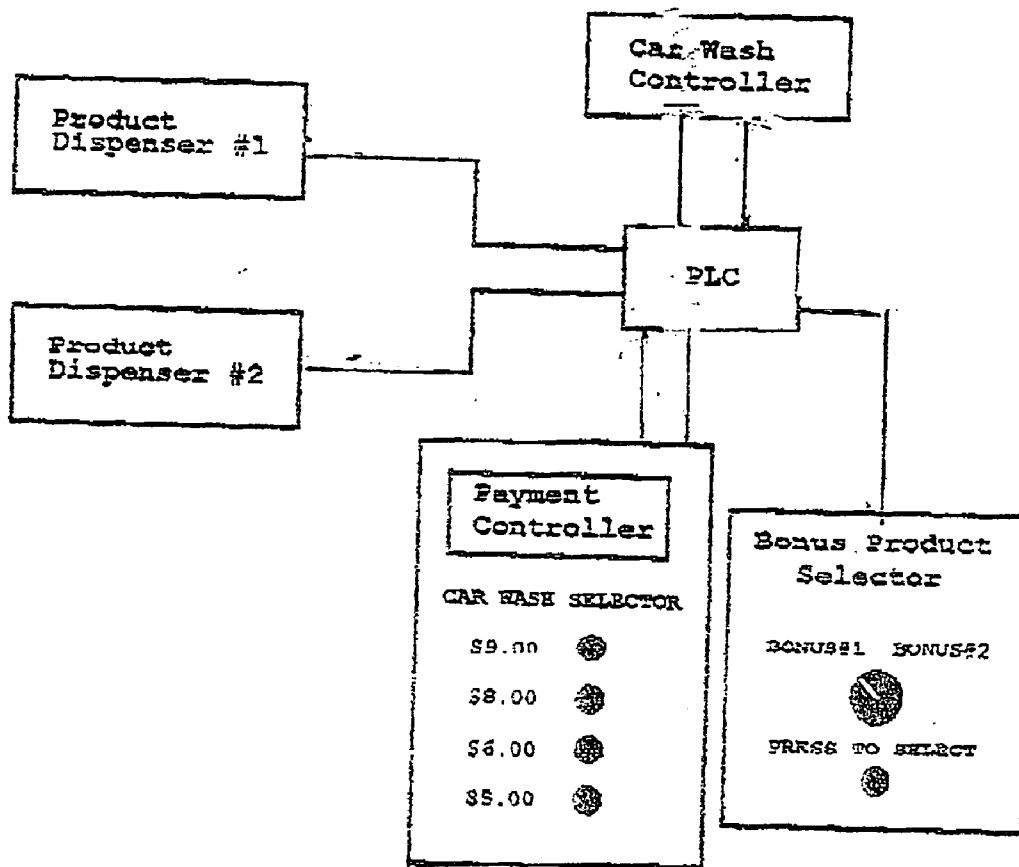 Car Wash
Controller
Product
Dispenser #1
PLC
Product
Dispenser #2
Payment
Controller
CAR WASH SELECTOR
$9.00
$8.00
$6.00
$5.00
Bonus Product
Selector
BONUS#1 BONUS#2
PRESS TO SELECT